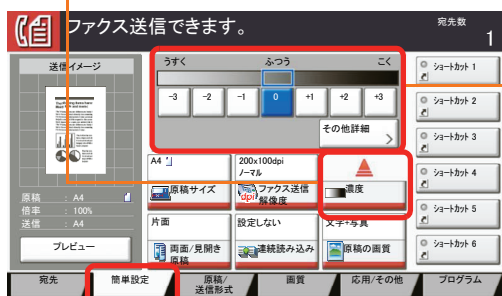 ファクス送信できます。
宛先数
1
送信イメージ
原稿 : A4
倍率 : 100%
送信 : A4
プレビュー
うすく ふつう こく
-3 -2 -1 0 +1 +2 +3
その他詳細
A4
原稿サイズ
200x100dpi
ノーマル
dpi
ファクス送信
解像度
濃度
片面
両面/見開き
原稿
設定しない
連続読み込み
文字+写真
原稿の画質
ショートカット 1
ショートカット 2
ショートカット 3
ショートカット 4
ショートカット 5
ショートカット 6
宛先
簡単設定
原稿/
送信形式
画質
応用/その他
プログラム